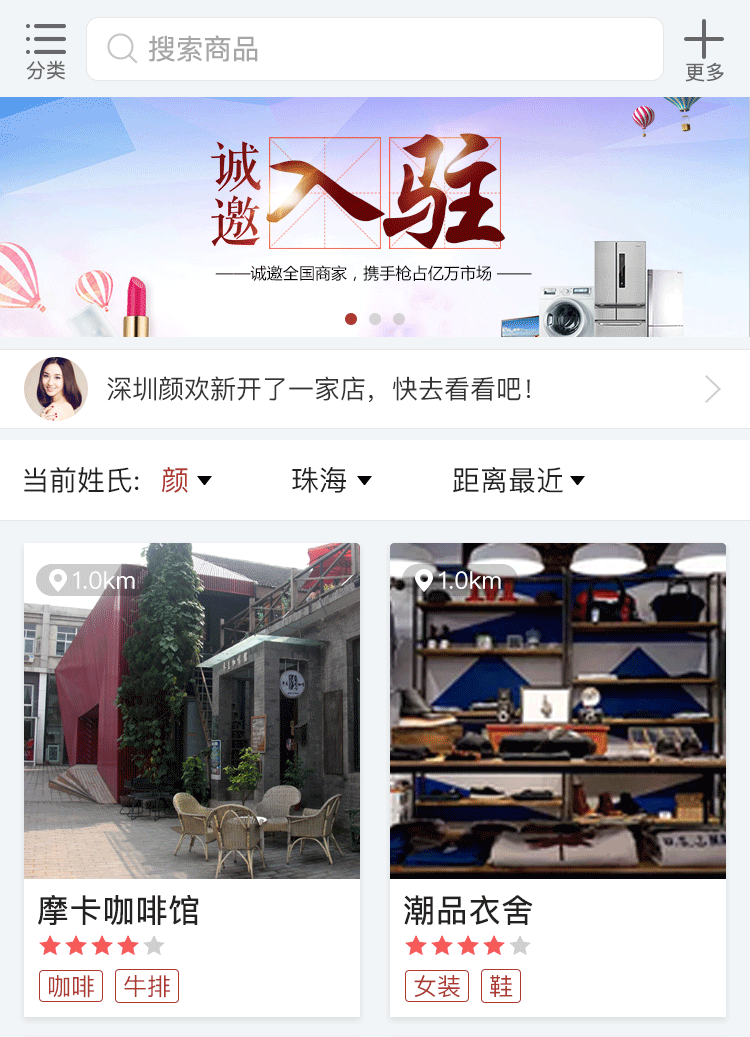 搜索商品
分类
更多
诚邀
入驻
——诚邀全国商家，携手枪占亿万市场 ——
深圳颜欢新开了一家店，快去看看吧！
当前姓氏: 颜
珠海
距离最近
1.0km
1.0km
摩卡咖啡馆
潮品衣舍
咖啡 牛排
女装 鞋